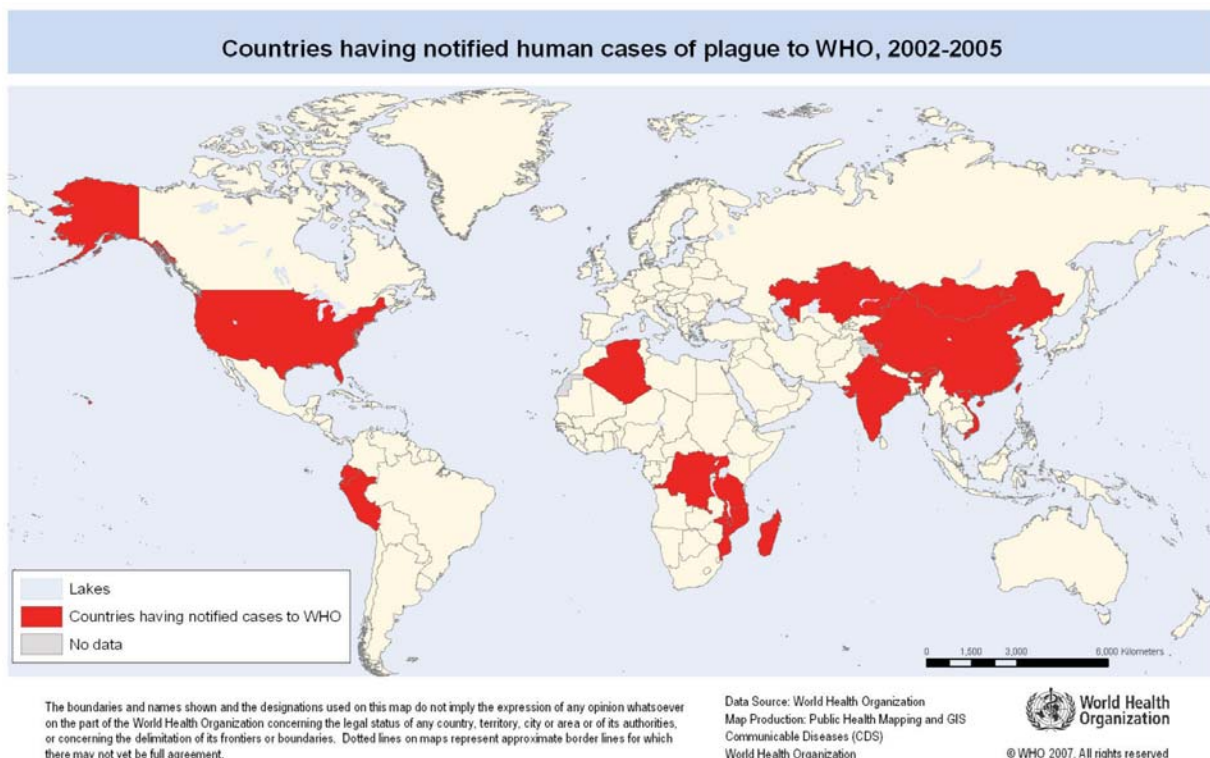 Countries having notified human cases of plague to WHO, 2002-2005
Lakes
Countries having notified cases to WHO
No data
0 1,500 3,000 6,000 Kilometers
The boundaries and names shown and the designations used on this map do not imply the expression of any opinion whatsoever
on the part of the World Health Organization concerning the legal status of any country, territory, city or area or of its authorities,
or concerning the delimitation of its frontiers or boundaries. Dotted lines on maps represent approximate border lines for which
there may not yet be full agreement.
Data Source: World Health Organization
Map Production: Public Health Mapping and GIS
Communicable Diseases (CDS)
World Health Organization
World Health
Organization
© WHO 2007. All rights reserved